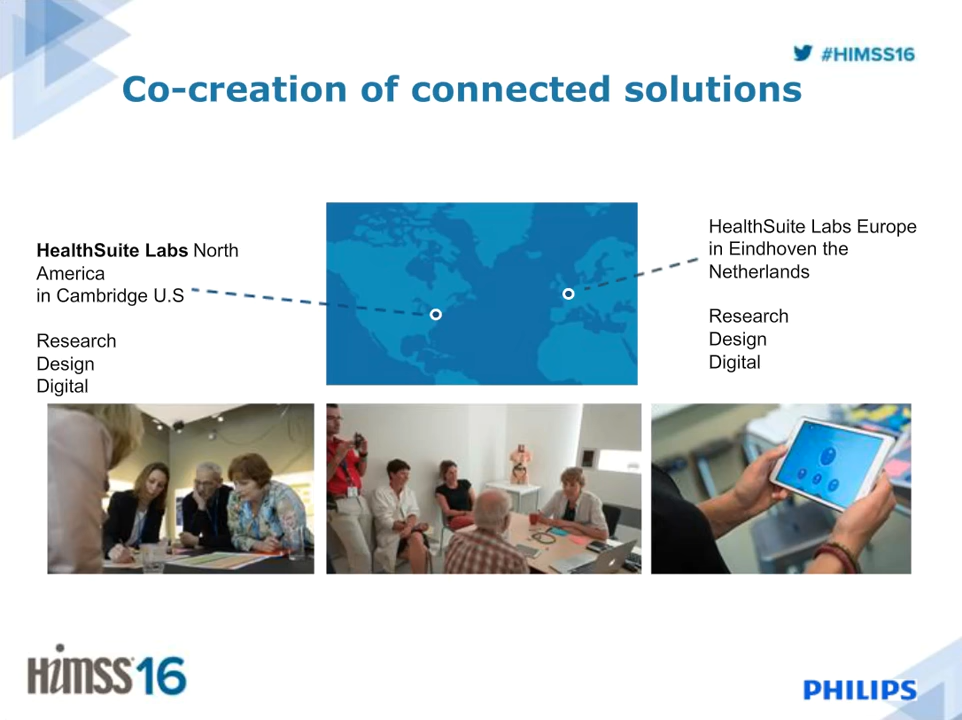 #HIMSS16
Co-creation of connected solutions
HealthSuite Labs North
America
in Cambridge U.S
Research
Design
Digital
HealthSuite Labs Europe
in Eindhoven the
Netherlands
Research
Design
Digital
HiMSS'16
PHILIPS